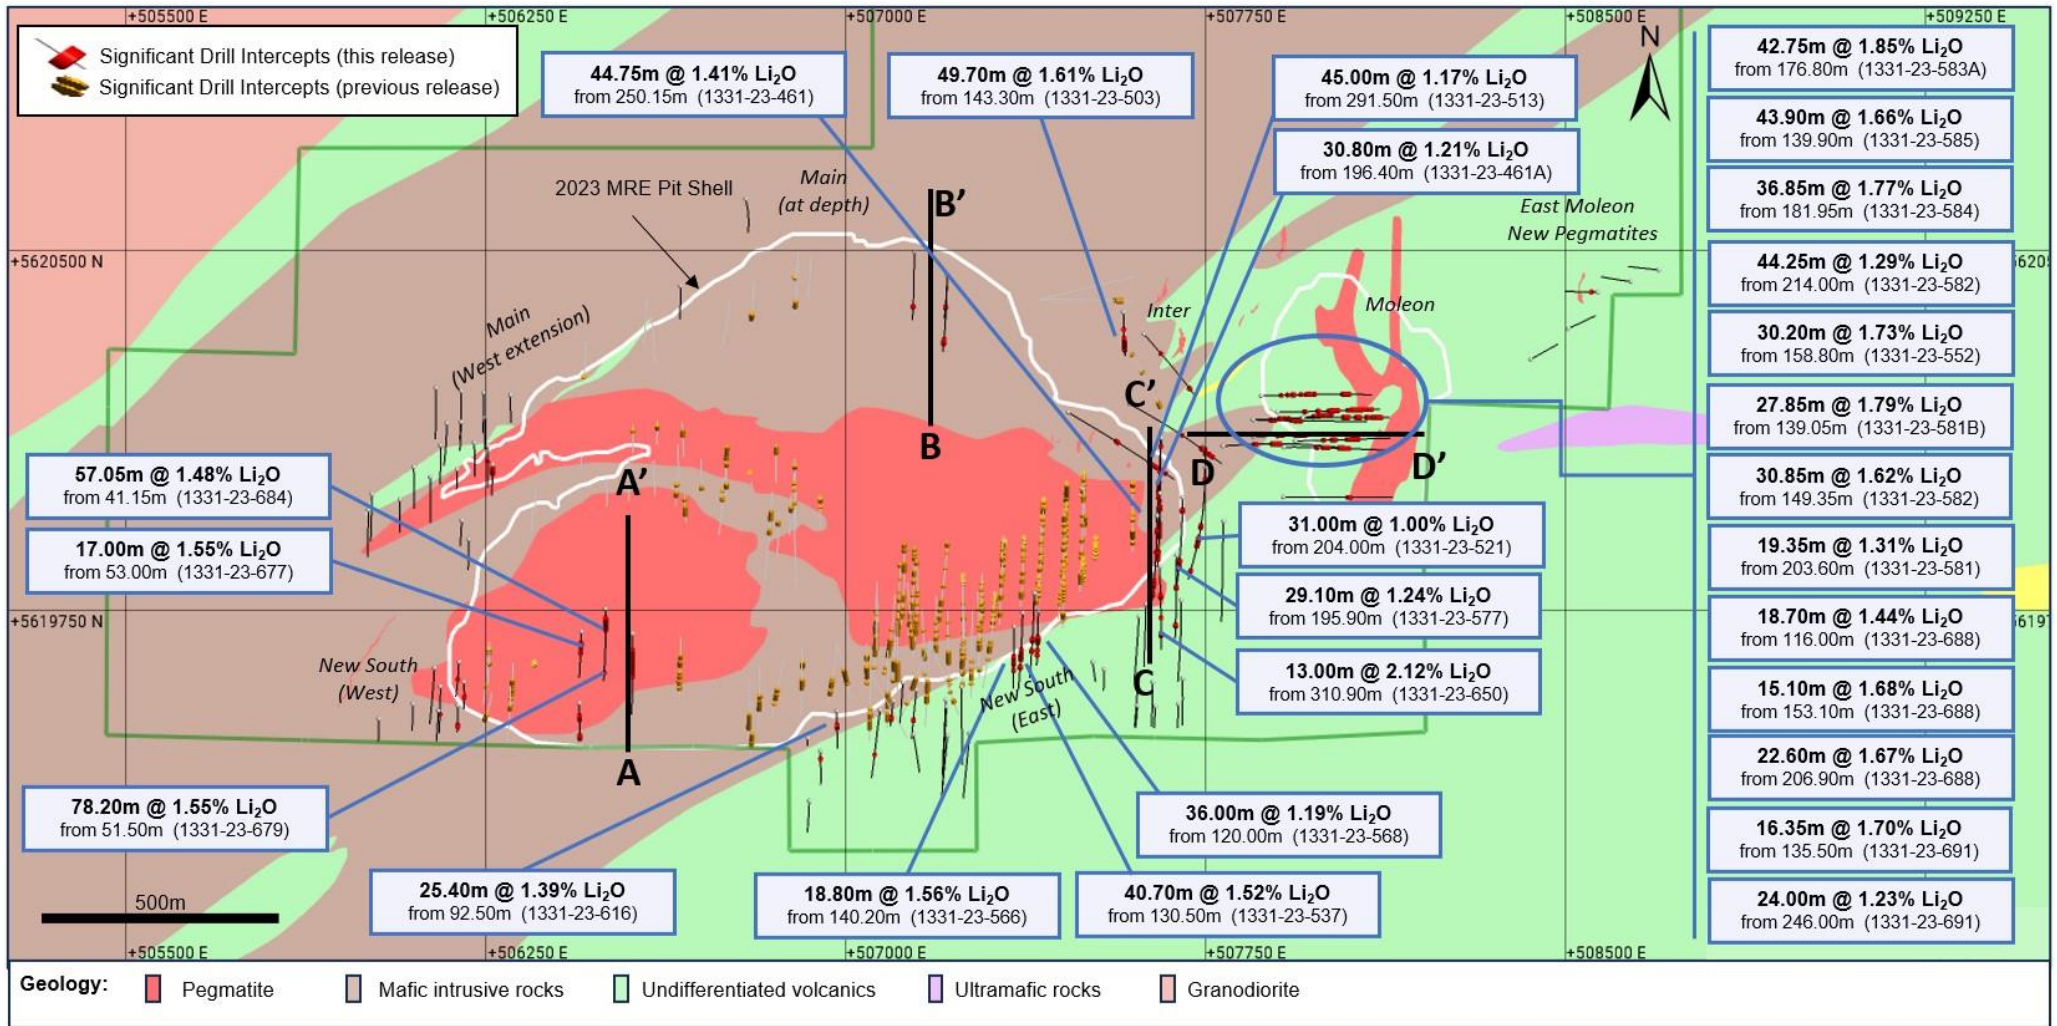 +505500 E
+506250 E
+507000 E
+507750 E
+508500 E
+509250 E
Significant Drill Intercepts (this release)
Significant Drill Intercepts (previous release)
44.75m @ 1.41% Li₂O
from 250.15m (1331-23-461)
49.70m @ 1.61% Li₂O
from 143.30m (1331-23-503)
45.00m @ 1.17% Li₂O
from 291.50m (1331-23-513)
30.80m @ 1.21% Li₂O
from 196.40m (1331-23-461A)
N
42.75m @ 1.85% Li₂O
from 176.80m (1331-23-583A)
43.90m @ 1.66% Li₂O
from 139.90m (1331-23-585)
36.85m @ 1.77% Li₂O
from 181.95m (1331-23-584)
44.25m @ 1.29% Li₂O
from 214.00m (1331-23-582)
30.20m @ 1.73% Li₂O
from 158.80m (1331-23-552)
27.85m @ 1.79% Li₂O
from 139.05m (1331-23-581B)
30.85m @ 1.62% Li₂O
from 149.35m (1331-23-582)
19.35m @ 1.31% Li₂O
from 203.60m (1331-23-581)
18.70m @ 1.44% Li₂O
from 116.00m (1331-23-688)
15.10m @ 1.68% Li₂O
from 153.10m (1331-23-688)
22.60m @ 1.67% Li₂O
from 206.90m (1331-23-688)
16.35m @ 1.70% Li₂O
from 135.50m (1331-23-691)
24.00m @ 1.23% Li₂O
from 246.00m (1331-23-691)
2023 MRE Pit Shell
Main
(at depth)
B'
East Moleon
New Pegmatites
+5620500 N
Main
(West extension)
Inter
Moleon
C'
B
D
D'
A'
57.05m @ 1.48% Li₂O
from 41.15m (1331-23-684)
17.00m @ 1.55% Li₂O
from 53.00m (1331-23-677)
31.00m @ 1.00% Li₂O
from 204.00m (1331-23-521)
29.10m @ 1.24% Li₂O
from 195.90m (1331-23-577)
13.00m @ 2.12% Li₂O
from 310.90m (1331-23-650)
+5619750 N
New South
(West)
New South
(East)
C
A
78.20m @ 1.55% Li₂O
from 51.50m (1331-23-679)
36.00m @ 1.19% Li₂O
from 120.00m (1331-23-568)
25.40m @ 1.39% Li₂O
from 92.50m (1331-23-616)
18.80m @ 1.56% Li₂O
from 140.20m (1331-23-566)
40.70m @ 1.52% Li₂O
from 130.50m (1331-23-537)
500m
+505500 E
+506250 E
+507000 E
+507750 E
+508500 E
Geology:
Pegmatite
Mafic intrusive rocks
Undifferentiated volcanics
Ultramafic rocks
Granodiorite